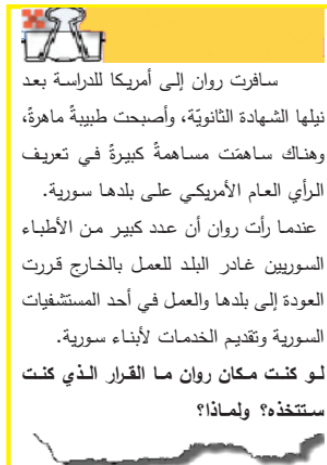 سافرت روان إلى أمريكا للدراسة بعد
نيلها الشهادة الثانويّة، وأصبحت طبيبةً ماهرةً،
وهناك ساهمَت مساهمةً كبيرةً في تعريف
الرأي العام الأمريكي على بلدها سورية.
عندما رأت روان أن عدد كبير من الأطباء
السوريين غادر البلد للعمل بالخارج قررت
العودة إلى بلدها والعمل في أحد المستشفيات
السورية وتقديم الخدمات لأبناء سورية.
لو كنت مكان روان ما القرار الذي كنت
ستتخذه؟ ولماذا؟